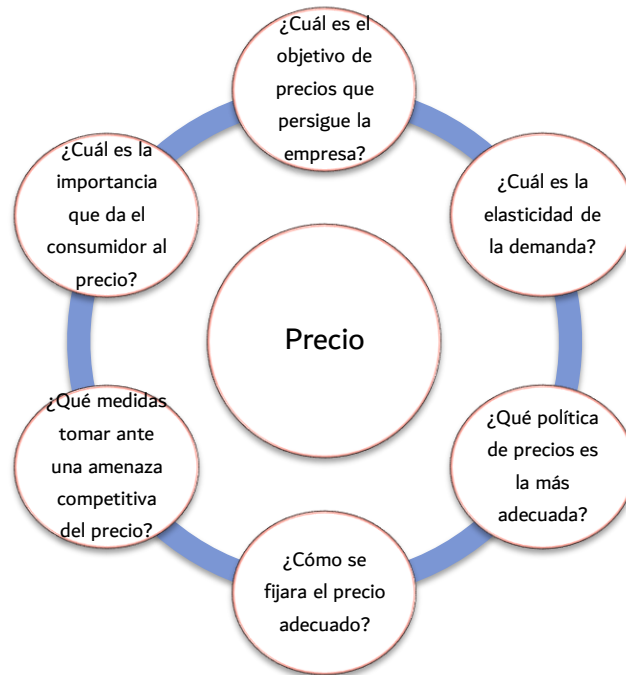 ¿Cuál es el
objetivo de
precios que
persigue la
empresa?
¿Cuál es la
elasticidad de
la demanda?
¿Qué política
de precios es
la más
adecuada?
¿Cómo se
fijara el precio
adecuado?
¿Qué medidas
tomar ante
una amenaza
competitiva
del precio?
¿Cuál es la
importancia
que da el
consumidor al
precio?
Precio